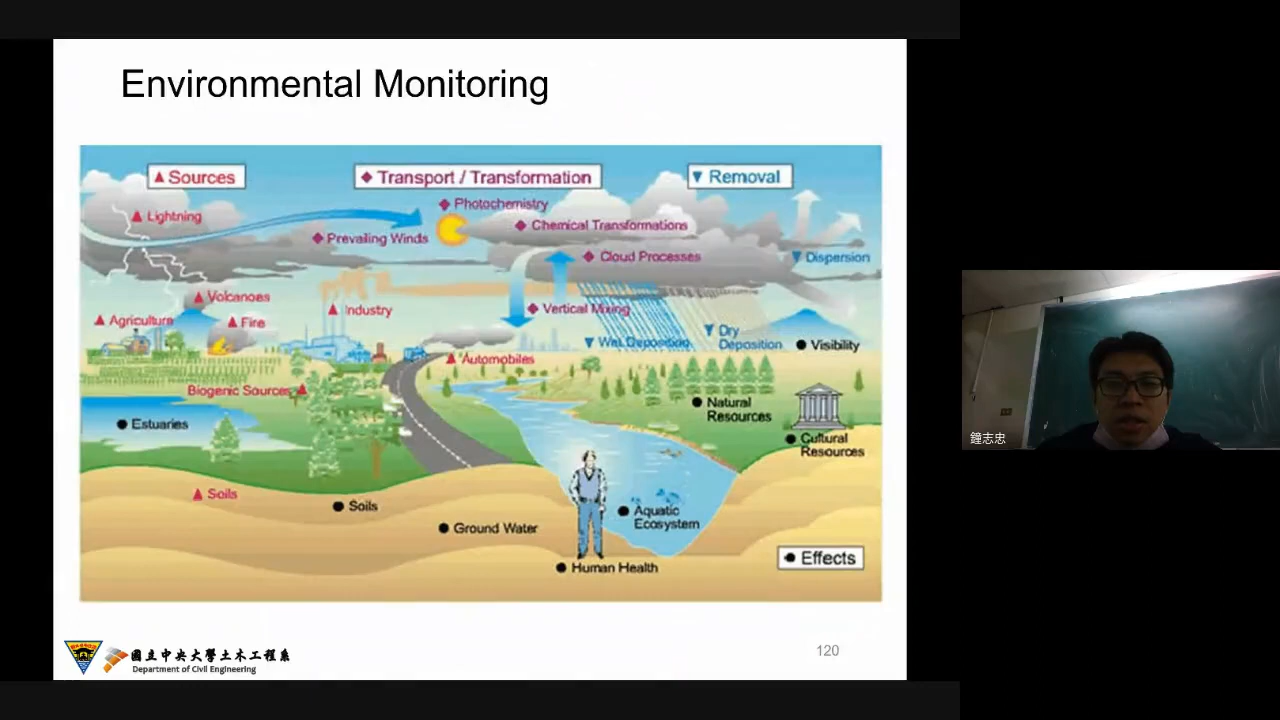 Environmental Monitoring
Sources
Transport / Transformation
Removal
Lightning
Photochemistry
Prevailing Winds
Chemical Transformations
Cloud Processes
Dispersion
Volcanoes
Agriculture
Fire
Industry
Vertical Mixing
Wet Deposition
Dry
Deposition
Visibility
Automobiles
Biogenic Sources
Natural
Resources
Estuaries
Cultural
Resources
Soils
Soils
Ground Water
Aquatic
Ecosystem
Effects
Human Health
國立中央大學土木工程系
Department of Civil Engineering
120
鐘志忠